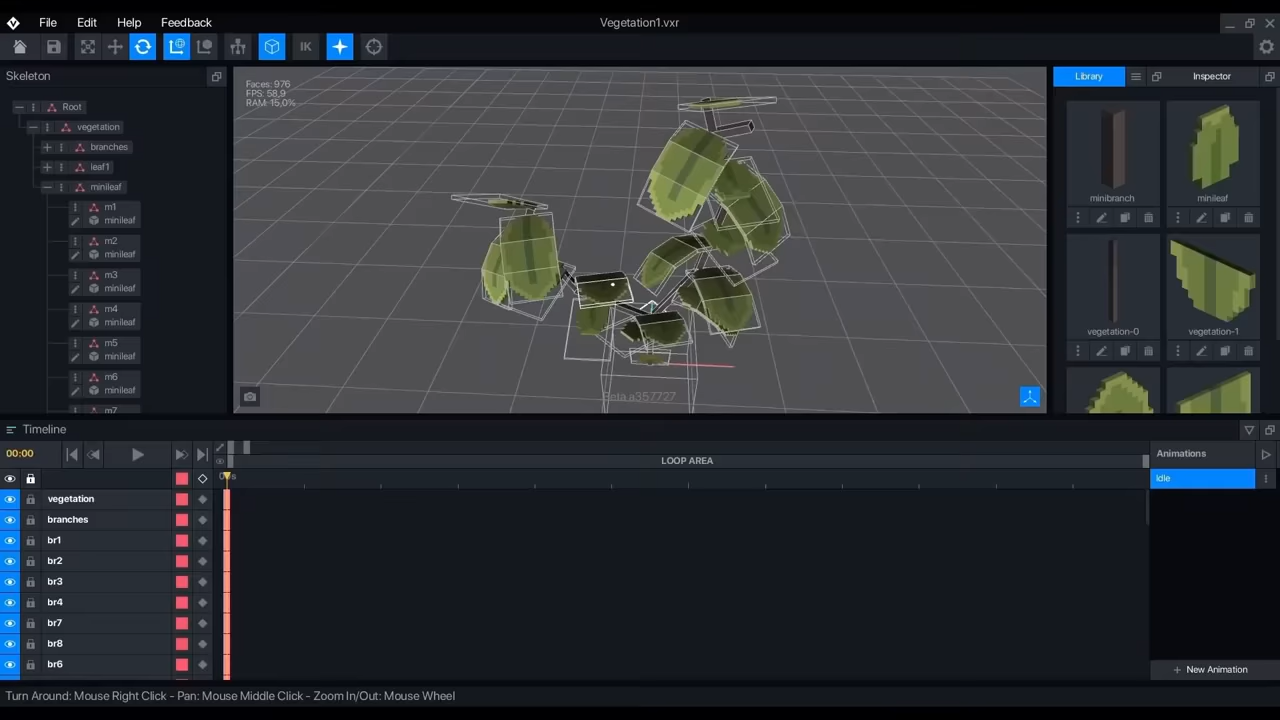 File Edit Help Feedback Vegetation1.vxr
IK
Skeleton
Library
Inspector
Faces: 976
FPS: 58,9
RAM: 15,0%
Root
vegetation
branches
leaf1
minileaf
m1
minileaf
m2
minileaf
m3
minileaf
m4
minileaf
m5
minileaf
m6
minileaf
m7
minibranch
minileaf
vegetation-0
vegetation-1
Beta a357727
Timeline
00:00
LOOP AREA
Animations
Idle
vegetation
branches
br1
br2
br3
br4
br7
br8
br6
+ New Animation
Turn Around: Mouse Right Click - Pan: Mouse Middle Click - Zoom In/Out: Mouse Wheel